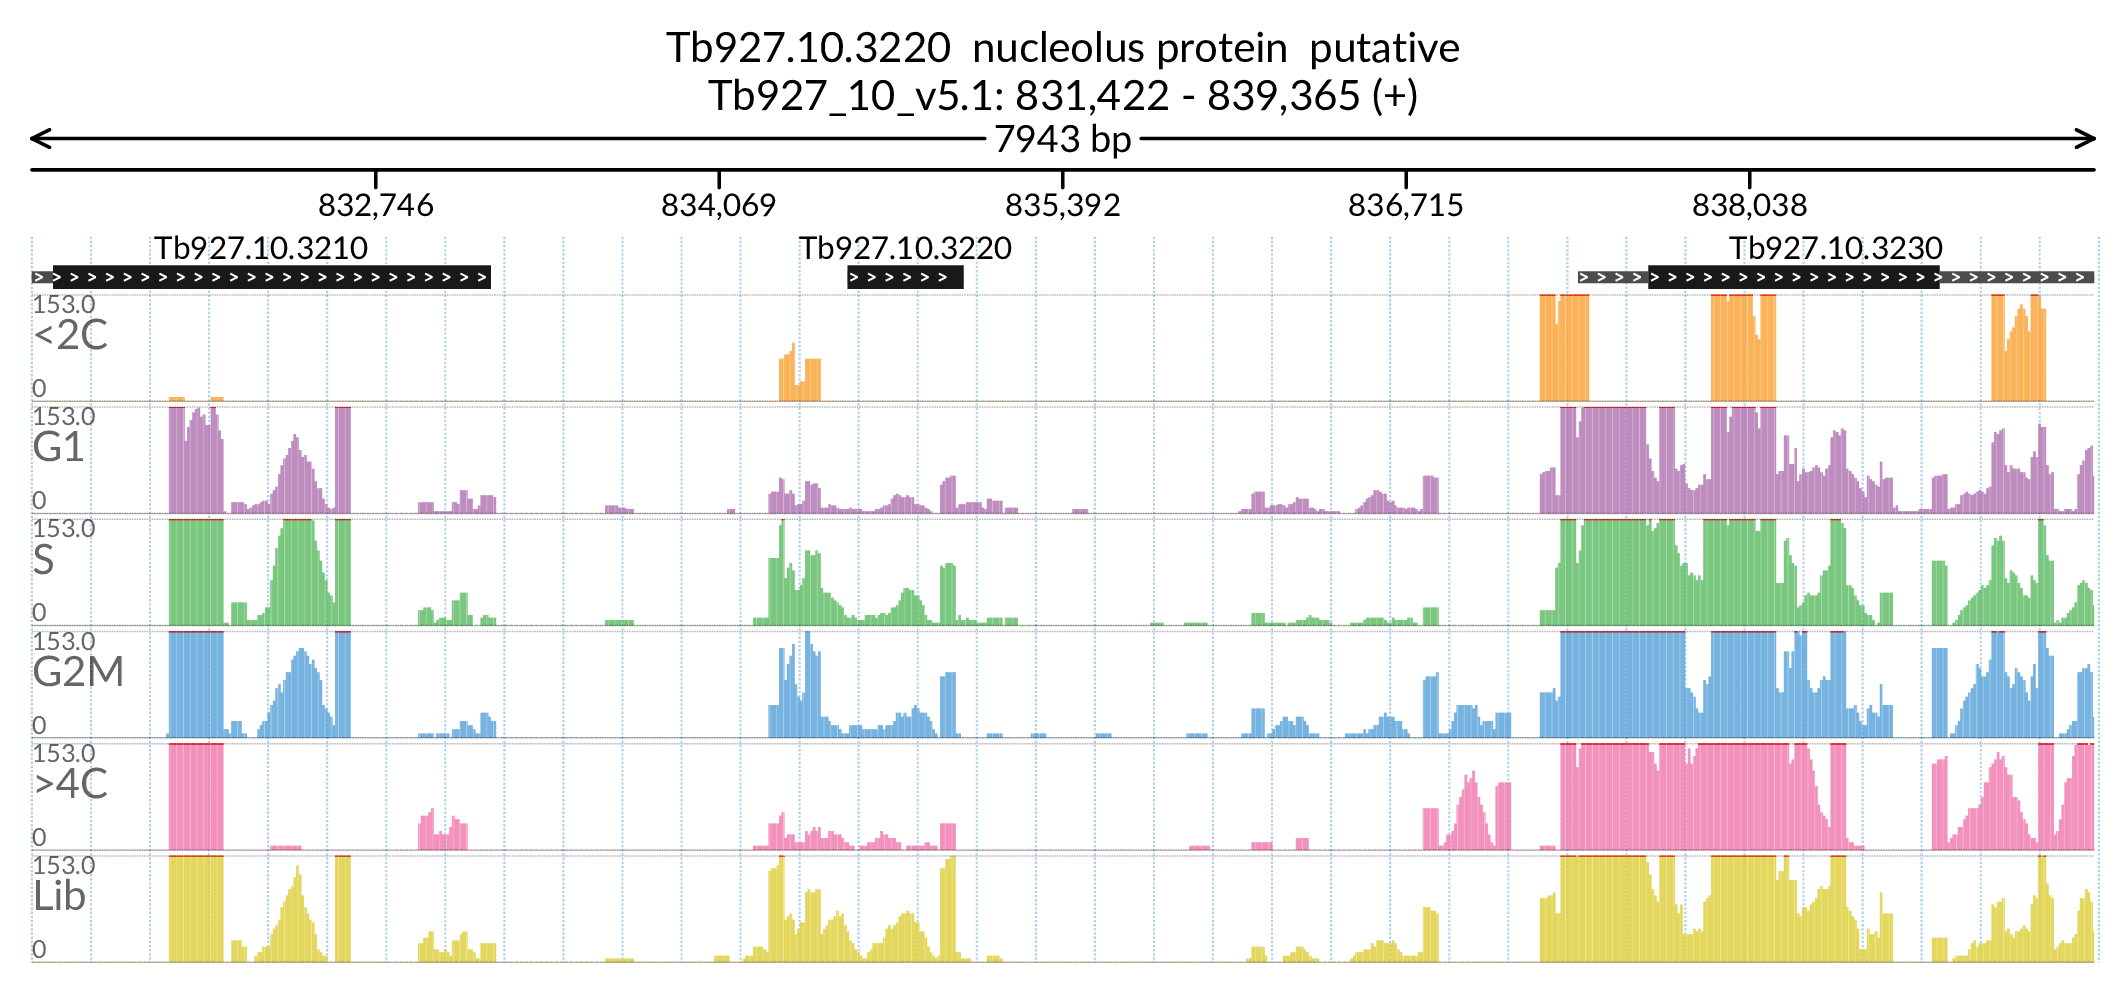 Tb927.10.3220 nucleolus protein putative
Tb927_10_v5.1: 831,422 - 839,365 (+)
7943 bp
832,746 834,069 835,392 836,715 838,038
Tb927.10.3210 Tb927.10.3220 Tb927.10.3230
153.0
<2C
0
153.0
G1
0
153.0
S
0
153.0
G2M
0
153.0
>4C
0
153.0
Lib
0